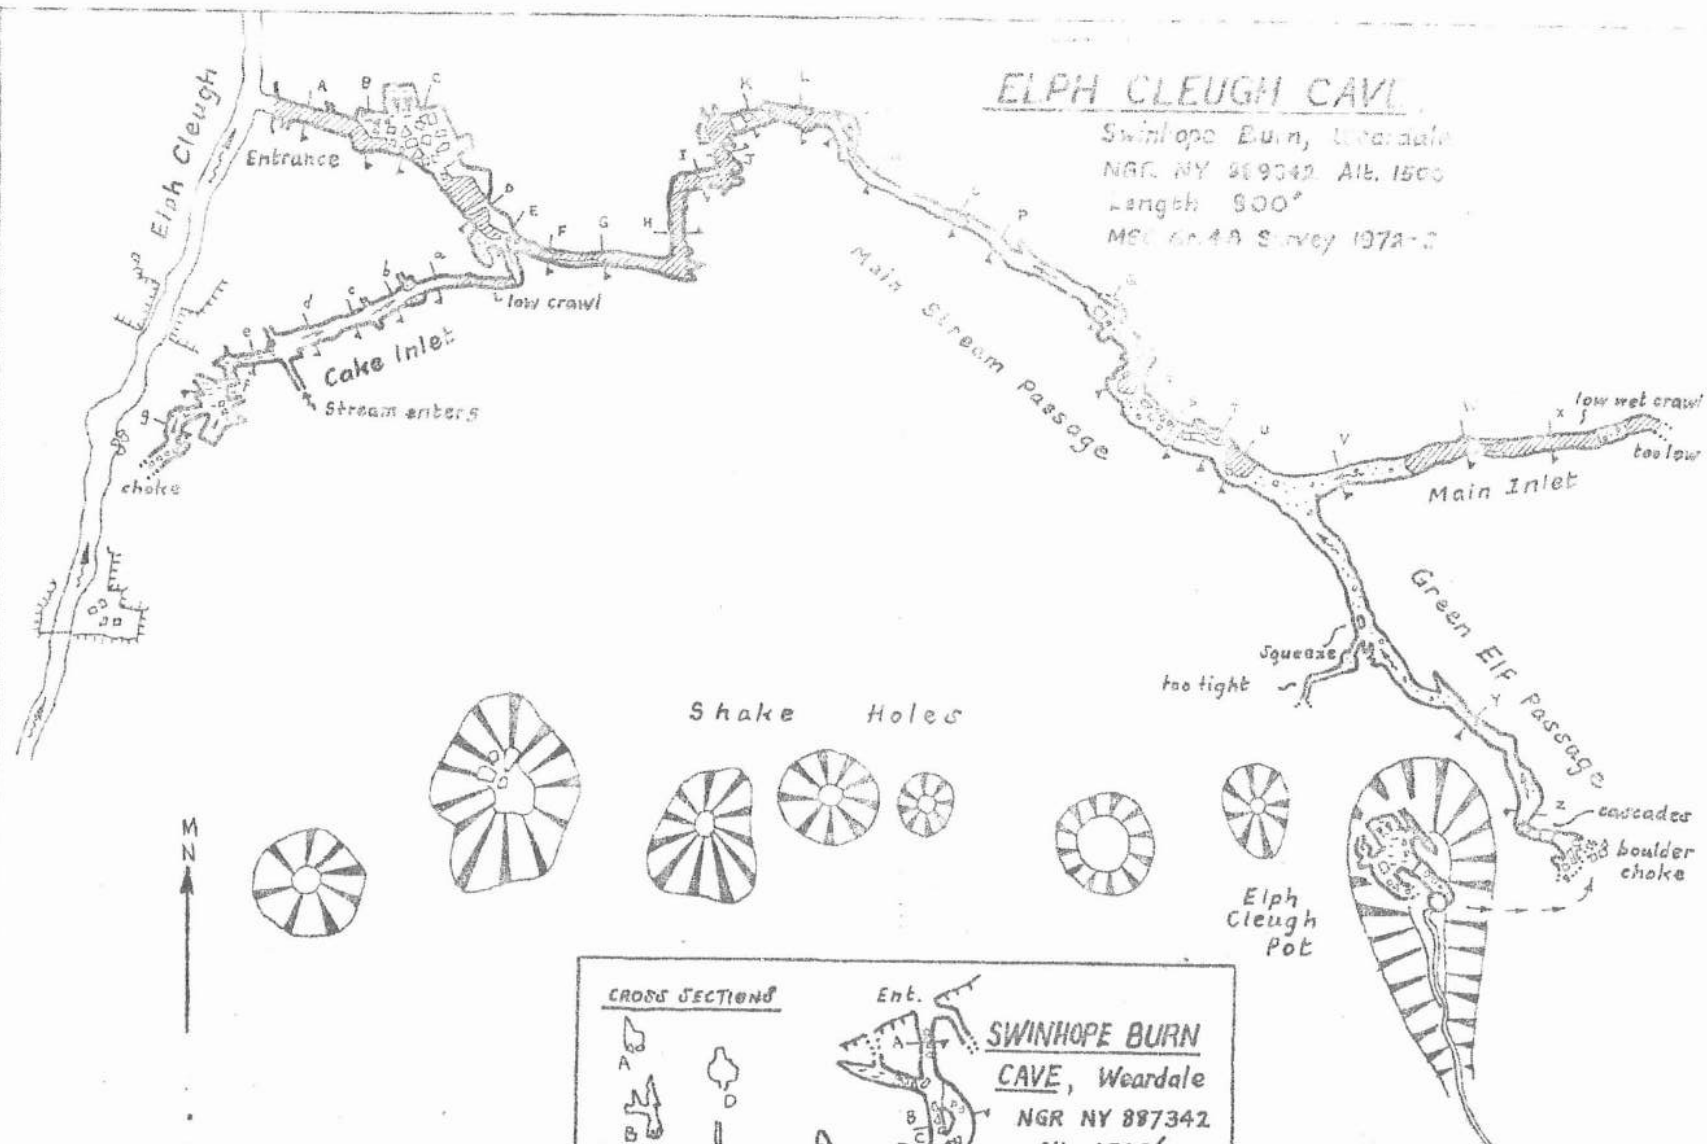 ELPH CLEUGH CAVE
Swinhope Burn, Weardale
NGR NY 889342 Alt. 1500
Length 900'
Survey 1972-3
Elph Cleugh
Entrance
A
B
C
D
E
F
G
H
I
J
K
L
P
U
V
W
X
Y
Z
a
b
c
d
e
g
low crawl
Cake Inlet
Stream enters
choke
Main Stream Passage
low wet crawl
too low
Main Inlet
Green Elf Passage
Squeeze
too tight
Shake Holes
cascades
boulder
choke
Elph
Cleugh
Pot
M
N
CROSS SECTIONS
A
B
D
Ent.
A
B
C
SWINHOPE BURN
CAVE, Weardale
NGR NY 887342